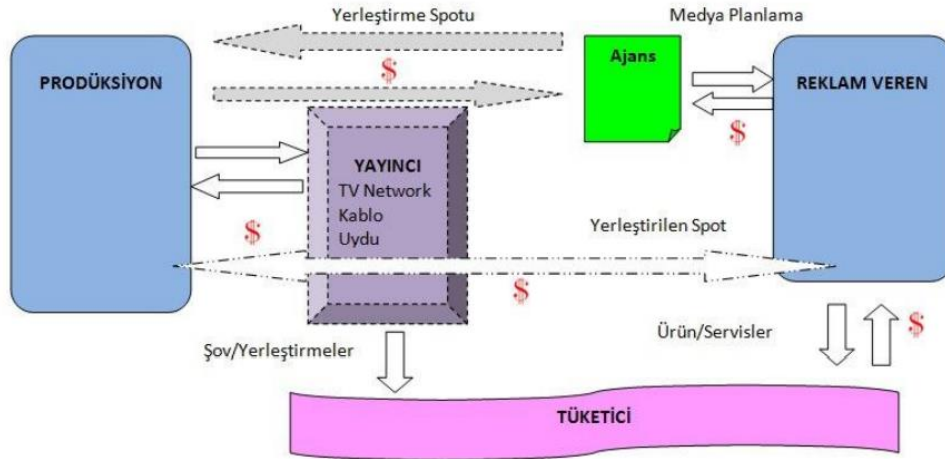 Yerleştirme Spotu
Medya Planlama
PRODÜKSİYON
$
Ajans
REKLAM VEREN
$
YAYINCI
TV Network
Kablo
Uydu
$
Yerleştirilen Spot
$
Şov/Yerleştirmeler
Ürün/Servisler
$
TÜKETİCİ